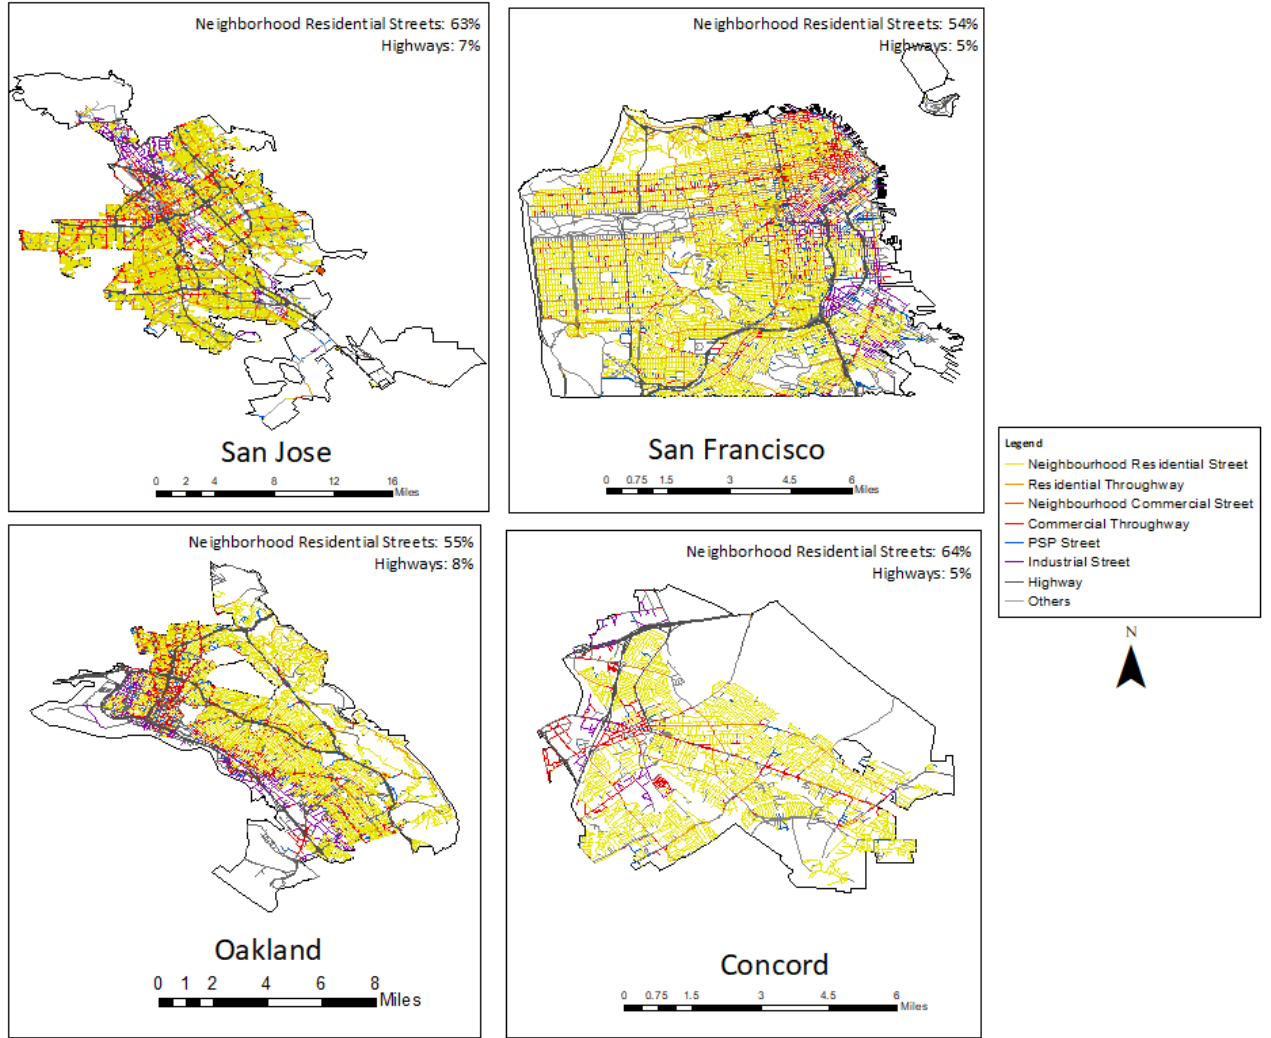 Neighborhood Residential Streets: 63%
Highways: 7%
San Jose
0 2 4 8 12 16
Miles
Neighborhood Residential Streets: 54%
Highways: 5%
San Francisco
0 0.75 1.5 3 4.5 6
Miles
Legend
Neighbourhood Residential Street
Residential Throughway
Neighbourhood Commercial Street
Commercial Throughway
PSP Street
Industrial Street
Highway
Others
N
Neighborhood Residential Streets: 55%
Highways: 8%
Oakland
0 1 2 4 6 8
Miles
Neighborhood Residential Streets: 64%
Highways: 5%
Concord
0 0.75 1.5 3 4.5 6
Miles